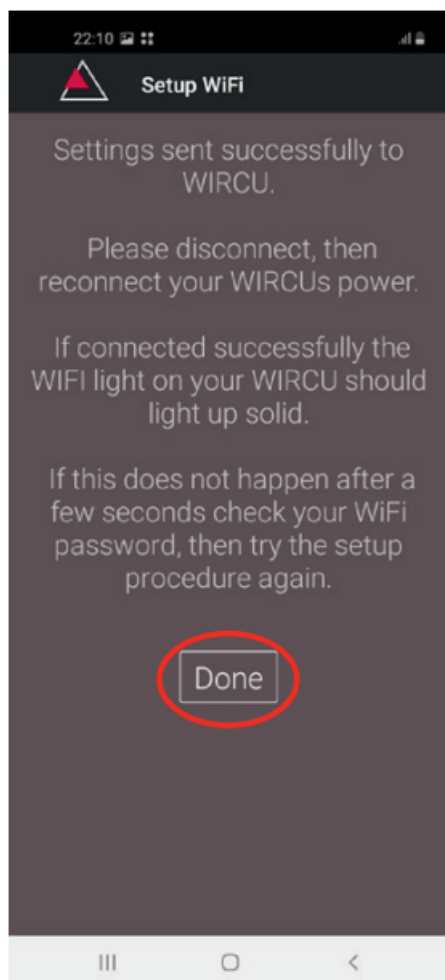 22:10
Setup WiFi
Settings sent successfully to
WIRCU.
Please disconnect, then
reconnect your WIRCUs power.
If connected successfully the
WIFI light on your WIRCU should
light up solid.
If this does not happen after a
few seconds check your WiFi
password, then try the setup
procedure again.
Done